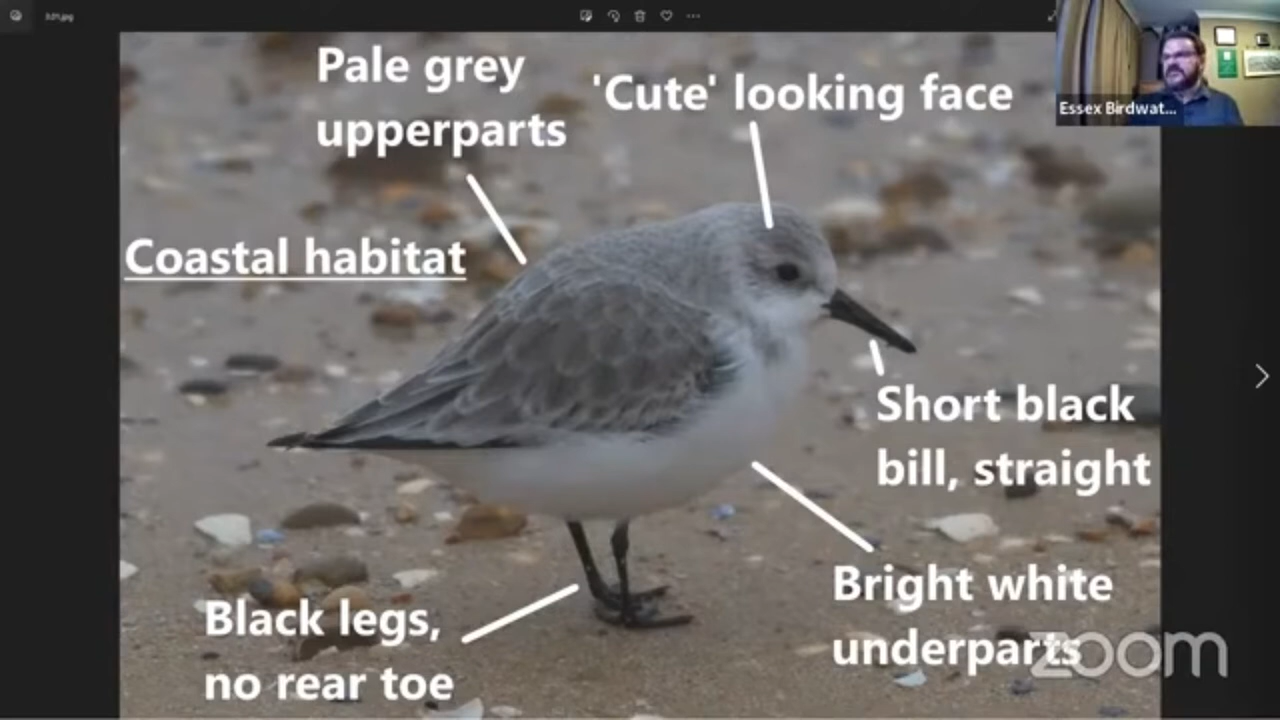 Pale grey
upperparts
'Cute' looking face
Essex Birdwat...
Coastal habitat
Short black
bill, straight
Bright white
underparts
Black legs,
no rear toe
zoom